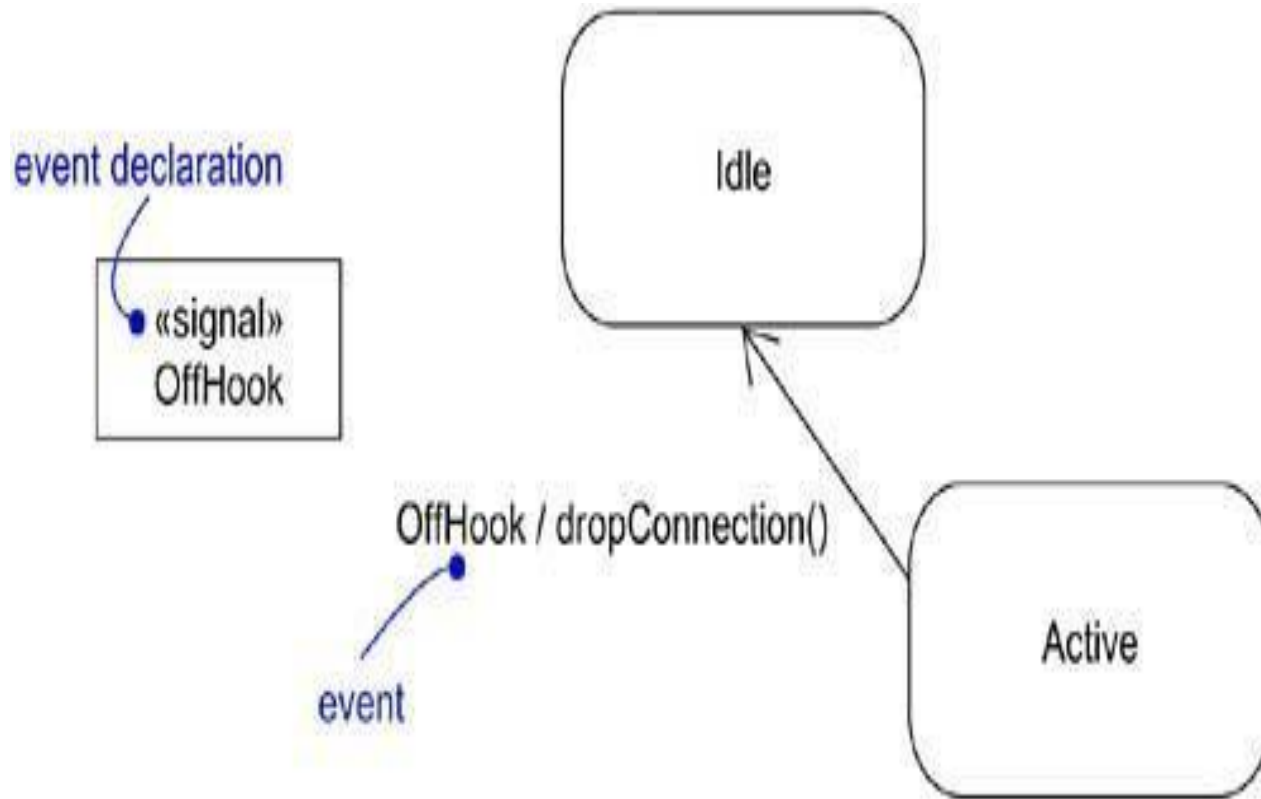 Idle
event declaration
«signal»
OffHook
OffHook / dropConnection()
Active
event